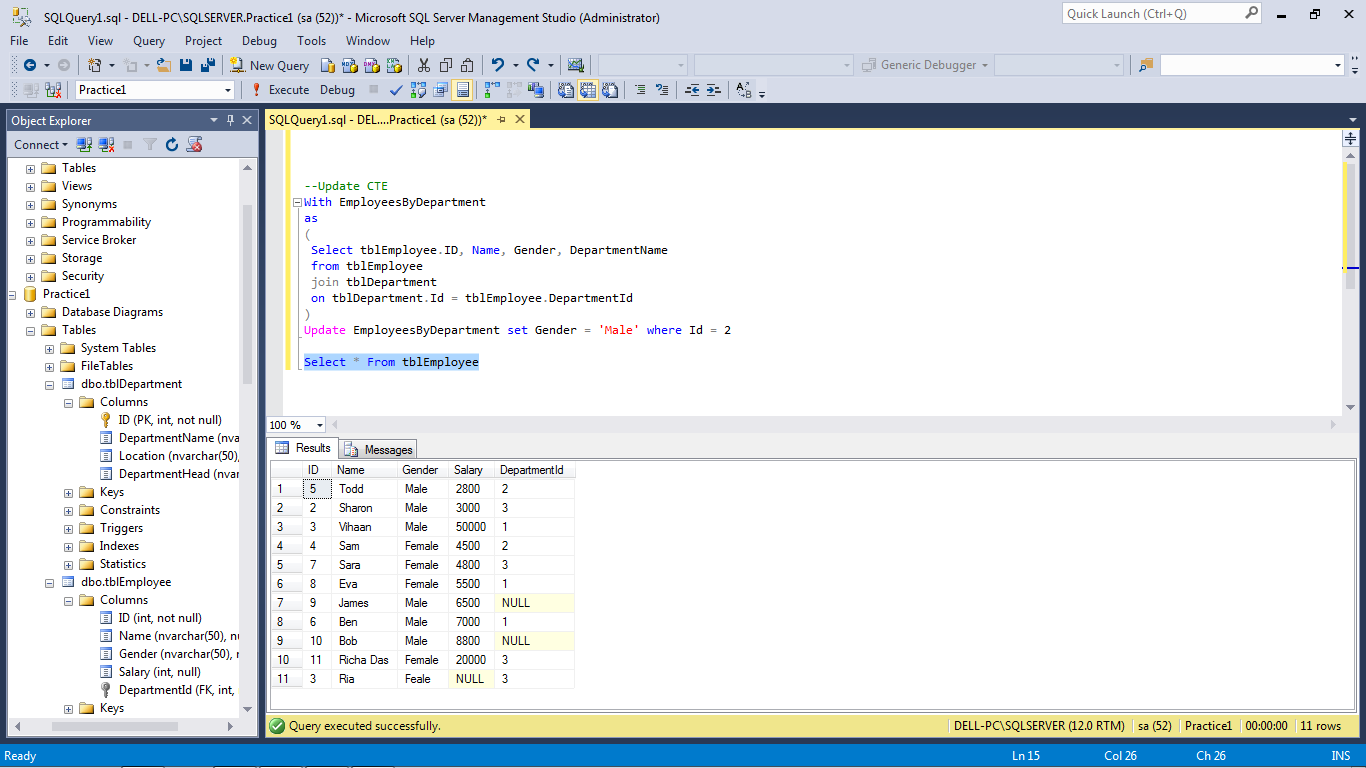 SQLQuery1.sql - DELL-PC\SQLSERVER.Practice1 (sa (52))* - Microsoft SQL Server Management Studio (Administrator)
Quick Launch (Ctrl+Q)
File Edit View Query Project Debug Tools Window Help
New Query
Generic Debugger
Practice1
Execute Debug
Object Explorer
Connect
Tables
Views
Synonyms
Programmability
Service Broker
Storage
Security
Practice1
Database Diagrams
Tables
System Tables
FileTables
dbo.tblDepartment
Columns
ID (PK, int, not null)
DepartmentName (nva
Location (nvarchar(50),
DepartmentHead (nvar
Keys
Constraints
Triggers
Indexes
Statistics
dbo.tblEmployee
Columns
ID (int, not null)
Name (nvarchar(50), nu
Gender (nvarchar(50), r
Salary (int, null)
DepartmentId (FK, int,
Keys
SQLQuery1.sql - DEL....Practice1 (sa (52))*
--Update CTE
With EmployeesByDepartment
as
(
Select tblEmployee.ID, Name, Gender, DepartmentName
from tblEmployee
join tblDepartment
on tblDepartment.Id = tblEmployee.DepartmentId
)
Update EmployeesByDepartment set Gender = 'Male' where Id = 2
Select * From tblEmployee
100 %
Results Messages
ID Name Gender Salary DepartmentId
1 5 Todd Male 2800 2
2 2 Sharon Male 3000 3
3 3 Vihaan Male 50000 1
4 4 Sam Female 4500 2
5 7 Sara Female 4800 3
6 8 Eva Female 5500 1
7 9 James Male 6500 NULL
8 6 Ben Male 7000 1
9 10 Bob Male 8800 NULL
10 11 Richa Das Female 20000 3
11 3 Ria Feale NULL 3
Query executed successfully.
DELL-PC\SQLSERVER (12.0 RTM) sa (52) Practice1 00:00:00 11 rows
Ready Ln 15 Col 26 Ch 26 INS